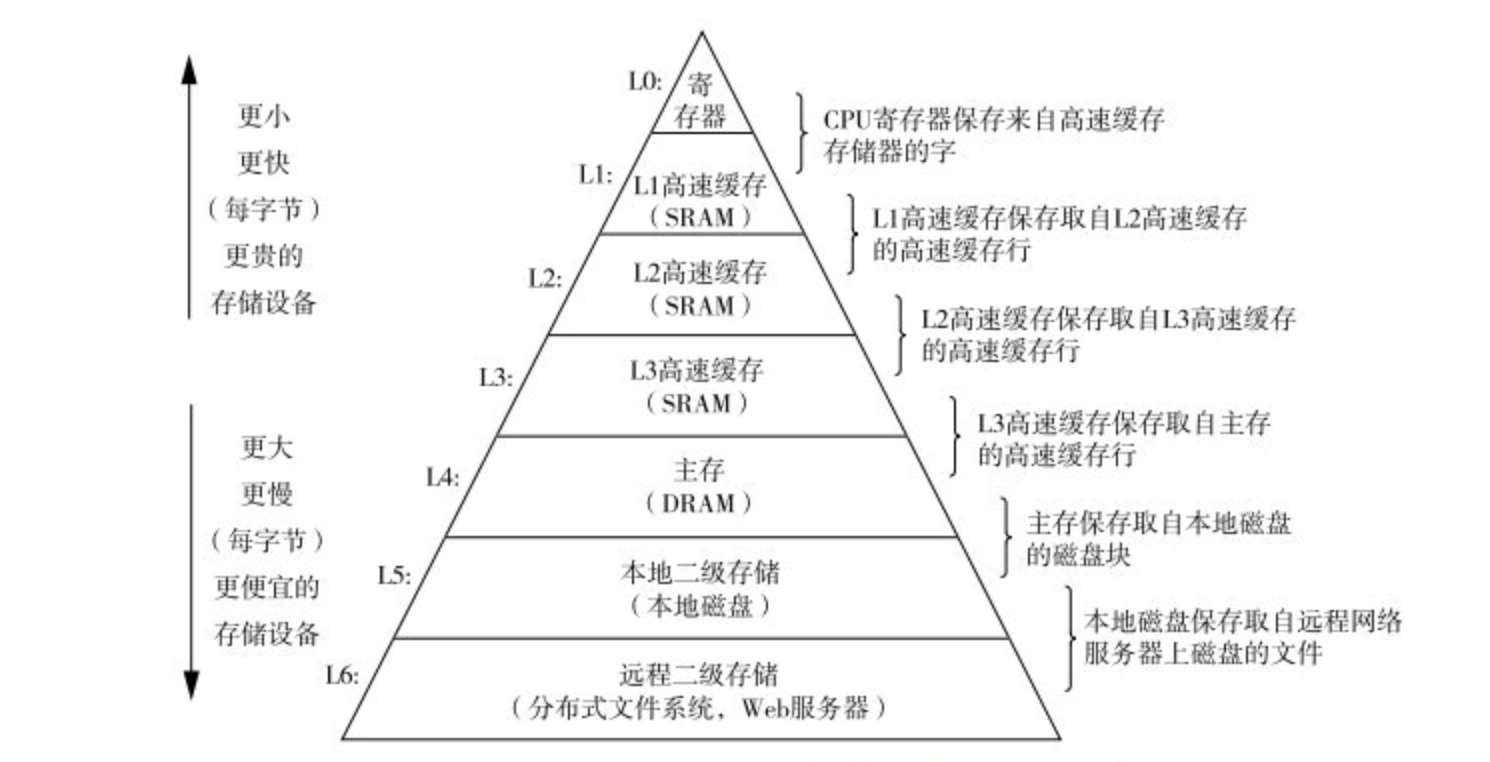 更小
更快
（每字节）
更贵的
存储设备
更大
更慢
（每字节）
更便宜的
存储设备
L0:
寄
存器
L1:
L1高速缓存
（SRAM）
L2:
L2高速缓存
（SRAM）
L3:
L3高速缓存
（SRAM）
L4:
主存
（DRAM）
L5:
本地二级存储
（本地磁盘）
L6:
远程二级存储
（分布式文件系统，Web服务器）
CPU寄存器保存来自高速缓存
存储器的字
L1高速缓存保存取自L2高速缓存
的高速缓存行
L2高速缓存保存取自L3高速缓存
的高速缓存行
L3高速缓存保存取自主存
的高速缓存行
主存保存取自本地磁盘
的磁盘块
本地磁盘保存取自远程网络
服务器上磁盘的文件